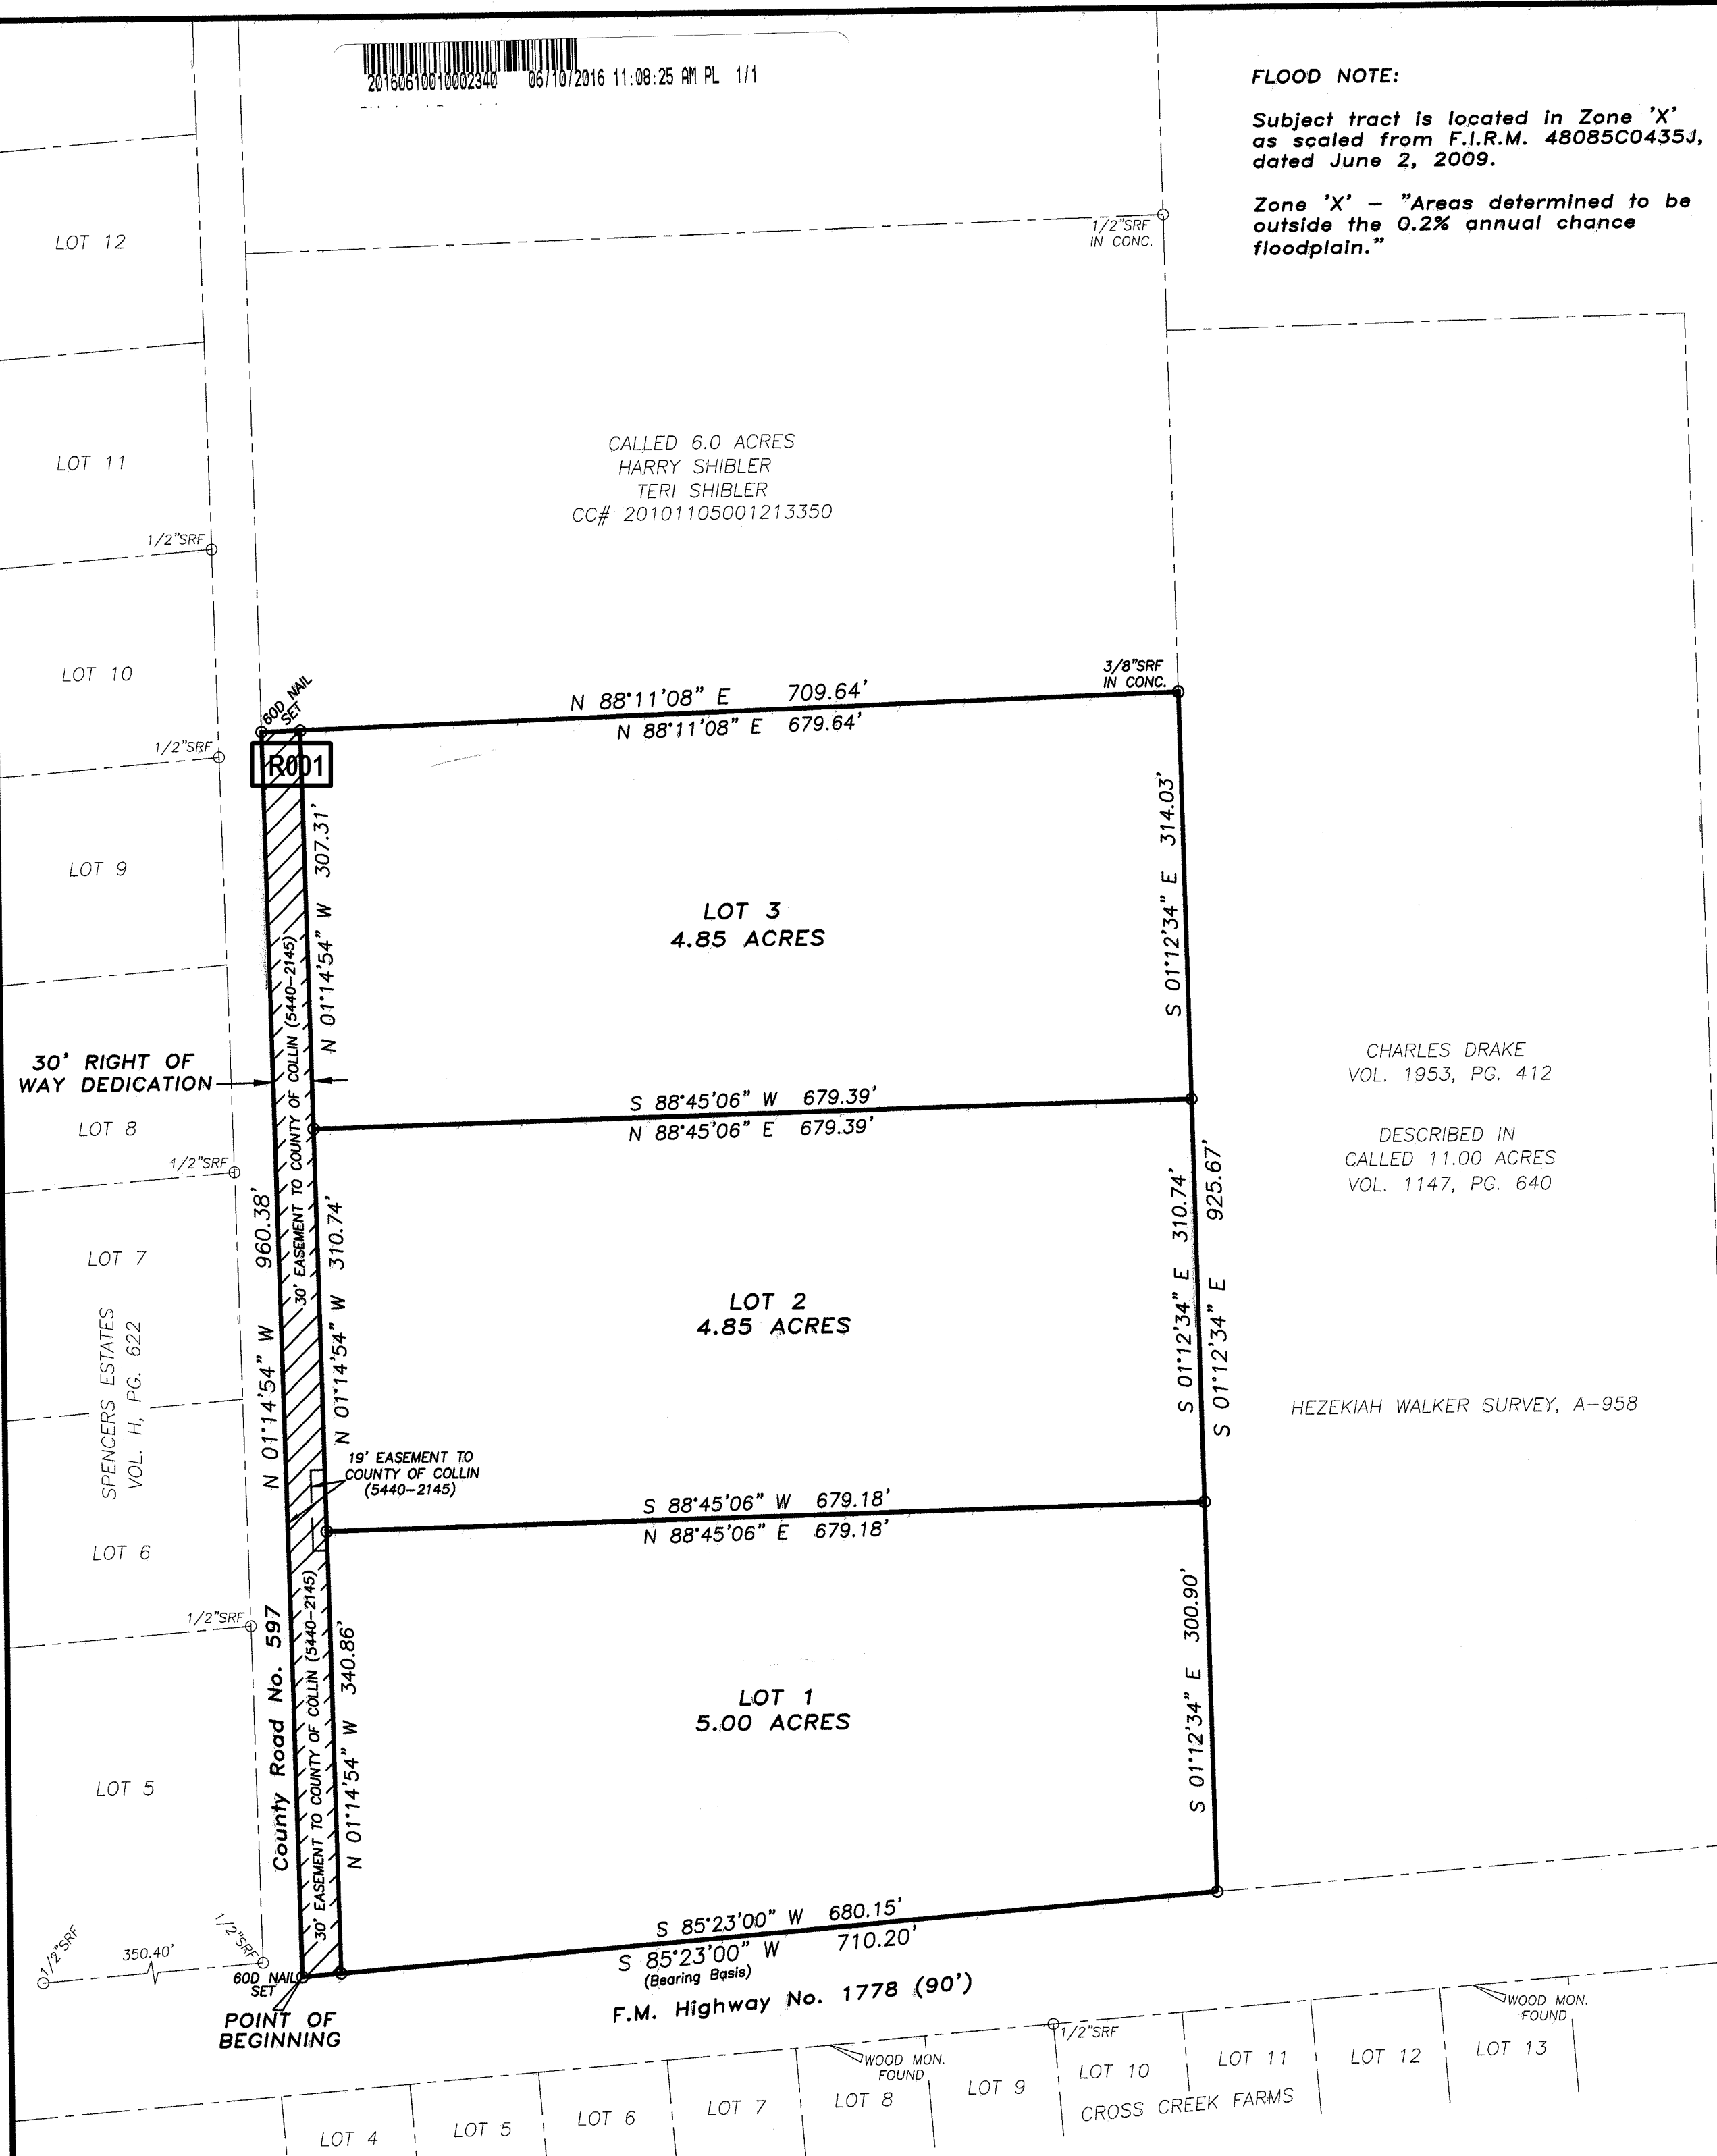 20160610010002340 06/10/2016 11:08:25 AM PL 1/1
FLOOD NOTE:
Subject tract is located in Zone 'X'
as scaled from F.I.R.M. 48085C0435J,
dated June 2, 2009.
Zone 'X' – "Areas determined to be
outside the 0.2% annual chance
floodplain."
LOT 12
1/2"SRF
IN CONC.
CALLED 6.0 ACRES
HARRY SHIBLER
TERI SHIBLER
CC# 20101105001213350
LOT 11
1/2"SRF
LOT 10
60D NAIL
SET
3/8"SRF
IN CONC.
N 88°11'08" E 709.64'
N 88°11'08" E 679.64'
1/2"SRF
R001
LOT 9
N 01°14'54" W 307.31'
S 01°12'34" E 314.03'
LOT 3
4.85 ACRES
30' EASEMENT TO COUNTY OF COLLIN (5440-2145)
30' RIGHT OF
WAY DEDICATION
LOT 8
S 88°45'06" W 679.39'
N 88°45'06" E 679.39'
CHARLES DRAKE
VOL. 1953, PG. 412
DESCRIBED IN
CALLED 11.00 ACRES
VOL. 1147, PG. 640
1/2"SRF
LOT 7
N 01°14'54" W 960.38'
N 01°14'54" W 310.74'
LOT 2
4.85 ACRES
S 01°12'34" E 310.74'
S 01°12'34" E 925.67'
SPENCERS ESTATES
VOL. H, PG. 622
HEZEKIAH WALKER SURVEY, A-958
19' EASEMENT TO
COUNTY OF COLLIN
(5440-2145)
S 88°45'06" W 679.18'
N 88°45'06" E 679.18'
LOT 6
1/2"SRF
County Road No. 597
30' EASEMENT TO COUNTY OF COLLIN (5440-2145)
N 01°14'54" W 340.86'
LOT 1
5.00 ACRES
S 01°12'34" E 300.90'
LOT 5
1/2"SRF
350.40'
1/2"SRF
60D NAIL
SET
POINT OF
BEGINNING
S 85°23'00" W 680.15'
S 85°23'00" W 710.20'
(Bearing Basis)
F.M. Highway No. 1778 (90')
WOOD MON.
FOUND
1/2"SRF
WOOD MON.
FOUND
LOT 4
LOT 5
LOT 6
LOT 7
LOT 8
LOT 9
LOT 10
LOT 11
LOT 12
LOT 13
CROSS CREEK FARMS